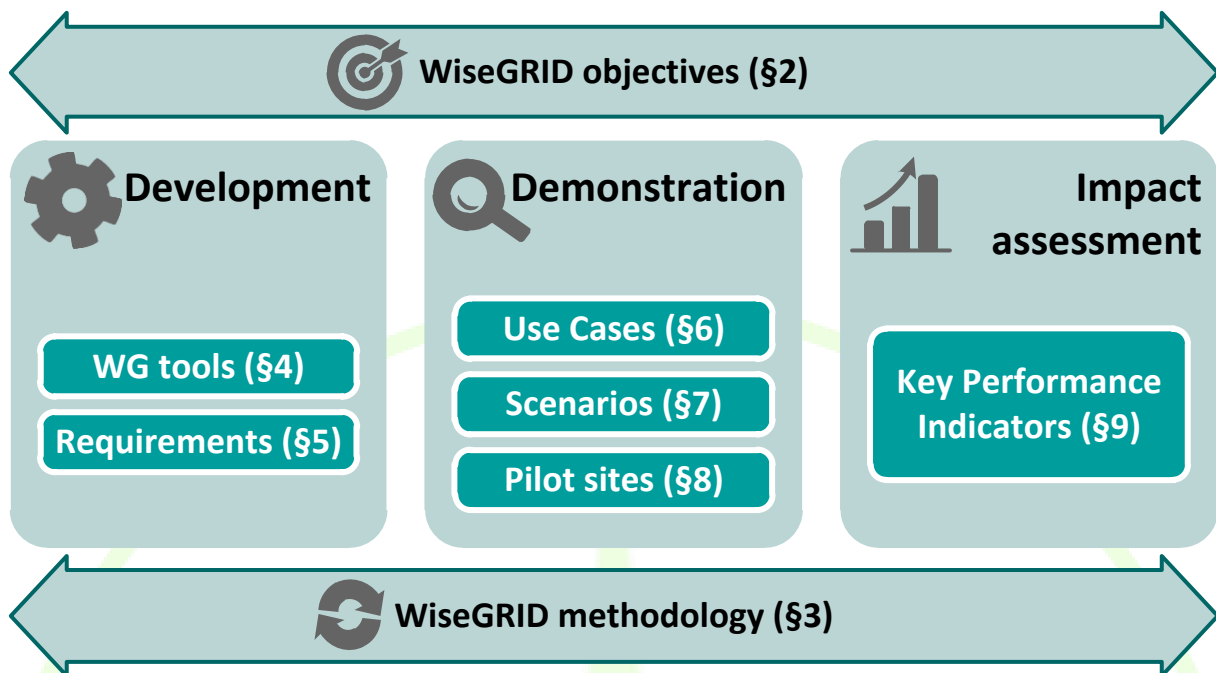 WiseGRID objectives (§2)
Development
WG tools (§4)
Requirements (§5)
Demonstration
Use Cases (§6)
Scenarios (§7)
Pilot sites (§8)
Impact
assessment
Key Performance
Indicators (§9)
WiseGRID methodology (§3)